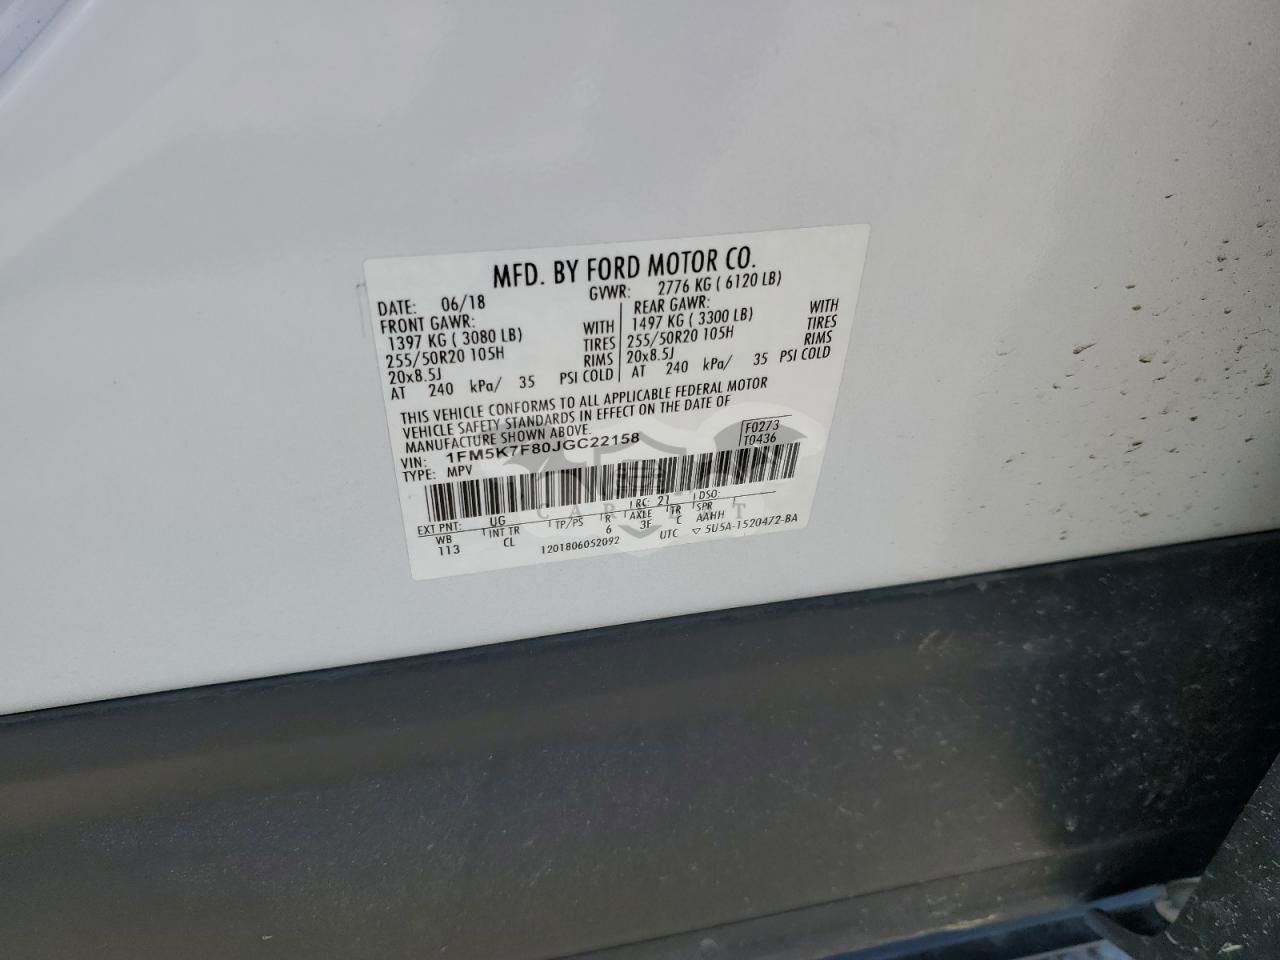 MFD. BY FORD MOTOR CO.
DATE: 06/18 GVWR: 2776 KG ( 6120 LB)
FRONT GAWR: REAR GAWR:
1397 KG ( 3080 LB) WITH 1497 KG ( 3300 LB) WITH
255/50R20 105H TIRES 255/50R20 105H TIRES
20x8.5J RIMS 20x8.5J RIMS
AT 240 kPa/ 35 PSI COLD AT 240 kPa/ 35 PSI COLD
THIS VEHICLE CONFORMS TO ALL APPLICABLE FEDERAL MOTOR
VEHICLE SAFETY STANDARDS IN EFFECT ON THE DATE OF
MANUFACTURE SHOWN ABOVE.
VIN: 1FM5K7F80JGC22158 F0273
TYPE: MPV T0436
EXT PNT: UG RC: 21 DSO:
WB INT TR TP/PS R AXLE TR SPR
113 CL 6 3F C AAHH
1201806052092 UTC ▽ 5U5A-1520472-BA